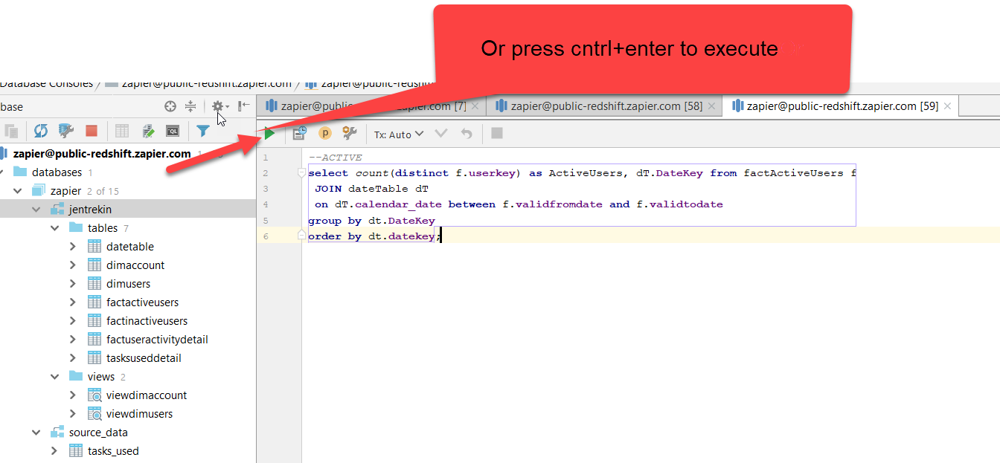 Or press cntrl+enter to execute
Database Consoles / zapier@public-redshift.zapier.com / zapier@public-redshift
base
zapier@public- zapier.com [7]
zapier@public-redshift.zapier.com [58]
zapier@public-redshift.zapier.com [59]
QL
p
Tx: Auto
zapier@public-redshift.zapier.com 1
databases 1
zapier 2 of 15
jentrekin
tables 7
datetable
dimaccount
dimusers
factactiveusers
factinactiveusers
factuseractivitydetail
tasksuseddetail
views 2
viewdimaccount
viewdimusers
source_data
tasks_used
1 --ACTIVE
2 select count(distinct f.userkey) as ActiveUsers, dT.DateKey from factActiveUsers f
3 JOIN dateTable dT
4 on dT.calendar_date between f.validfromdate and f.validtodate
5 group by dt.DateKey
6 order by dt.datekey;